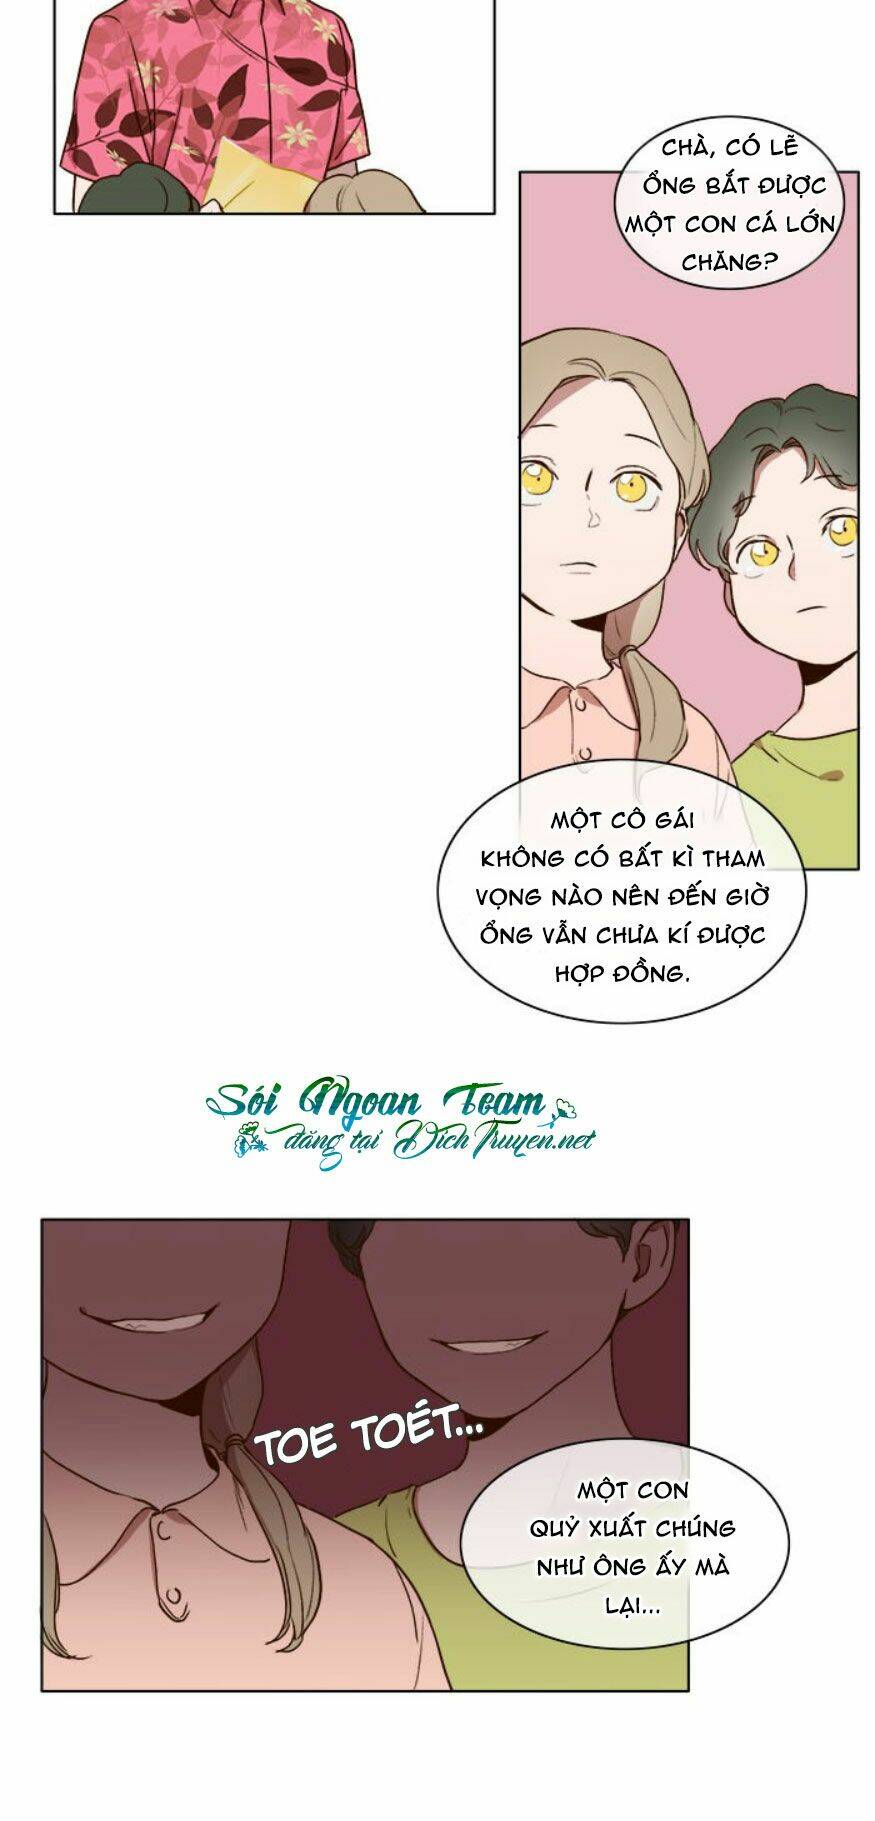 CHÀ, CÓ LẼ
ỔNG BẮT ĐƯỢC
MỘT CON CÁ LỚN
CHĂNG?
MỘT CÔ GÁI
KHÔNG CÓ BẤT KÌ THAM
VỌNG NÀO NÊN ĐẾN GIỜ
ỔNG VẪN CHƯA KÍ ĐƯỢC
HỢP ĐỒNG.
Sói Ngoan Team
đăng tại DichTruyen.net
TOE TOÉT...
MỘT CON
QUỶ XUẤT CHÚNG
NHƯ ÔNG ẤY MÀ
LẠI...